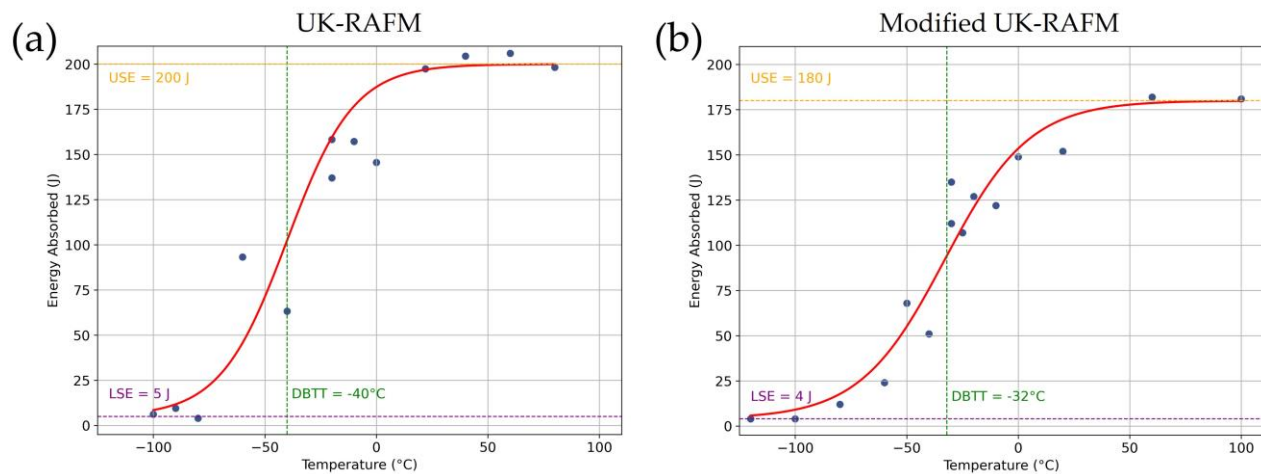 UK-RAFM
Modified UK-RAFM
(a)
200
175
150
125
100
75
50
25
0
Energy Absorbed (J)
USE = 200 J
LSE = 5 J
DBTT = -40°C
−100
−50
0
50
100
Temperature (°C)
(b)
200
175
150
125
100
75
50
25
0
Energy Absorbed (J)
USE = 180 J
LSE = 4 J
DBTT = -32°C
−100
−50
0
50
100
Temperature (°C)